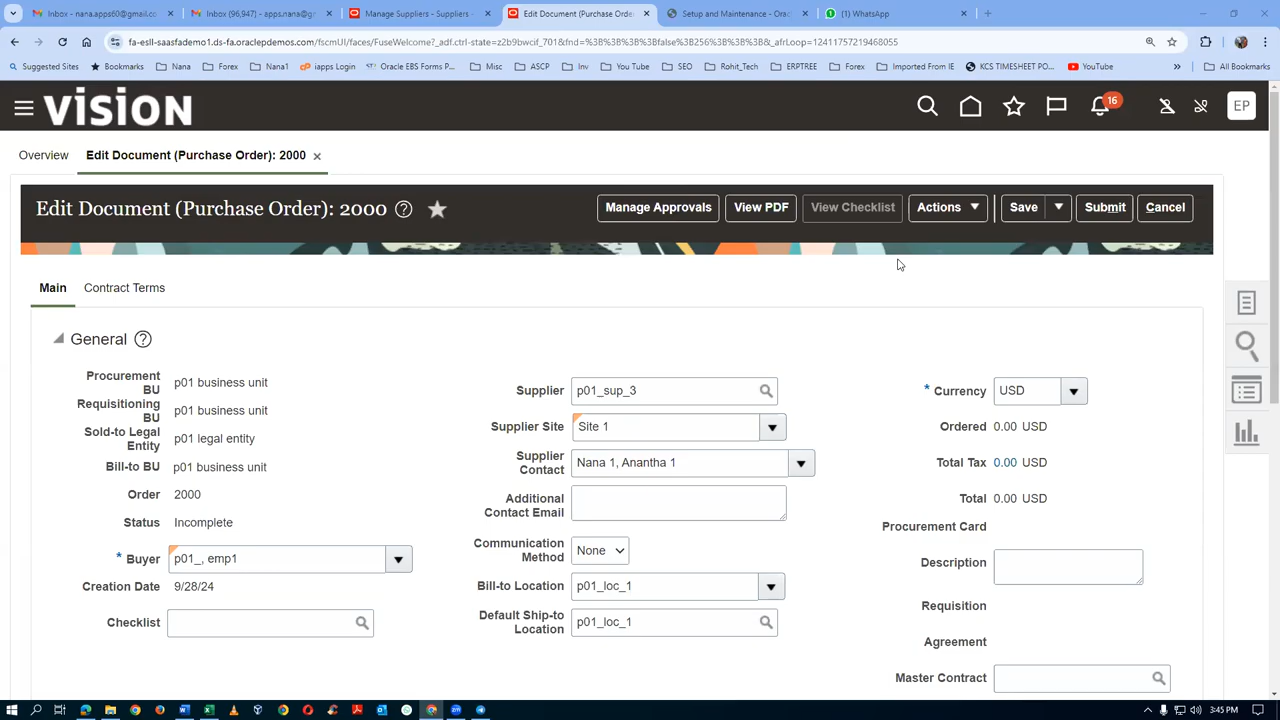 Inbox - nana.apps60@gmail.co
Inbox (96,947) - apps.nana@g
Manage Suppliers - Suppliers -
Edit Document (Purchase Order
Setup and Maintenance - Orac
(1) WhatsApp
fa-esll-saasfademo1.ds-fa.oraclepdemos.com/fscmUI/faces/FuseWelcome?_adf.ctrl-state=z2b9bwcif_701&fnd=%3B%3B%3B%3Bfalse%3B256%3B%3B%3B&_afrLoop=12411757219468055
Suggested Sites
Bookmarks
Nana
Forex
Nana1
iapps Login
Oracle EBS Forms P...
Misc
ASCP
Inv
You Tube
SEO
Rohit_Tech
ERPTREE
Forex
Imported From IE
KCS TIMESHEET PO...
YouTube
All Bookmarks
vision
16
EP
Overview
Edit Document (Purchase Order): 2000
Edit Document (Purchase Order): 2000
Manage Approvals
View PDF
View Checklist
Actions
Save
Submit
Cancel
Main
Contract Terms
General
Procurement BU
p01 business unit
Requisitioning BU
p01 business unit
Sold-to Legal Entity
p01 legal entity
Bill-to BU
p01 business unit
Order
2000
Status
Incomplete
* Buyer
p01_, emp1
Creation Date
9/28/24
Checklist
Supplier
p01_sup_3
Supplier Site
Site 1
Supplier Contact
Nana 1, Anantha 1
Additional Contact Email
Communication Method
None
Bill-to Location
p01_loc_1
Default Ship-to Location
p01_loc_1
* Currency
USD
Ordered
0.00 USD
Total Tax
0.00 USD
Total
0.00 USD
Procurement Card
Description
Requisition
Agreement
Master Contract
3:45 PM